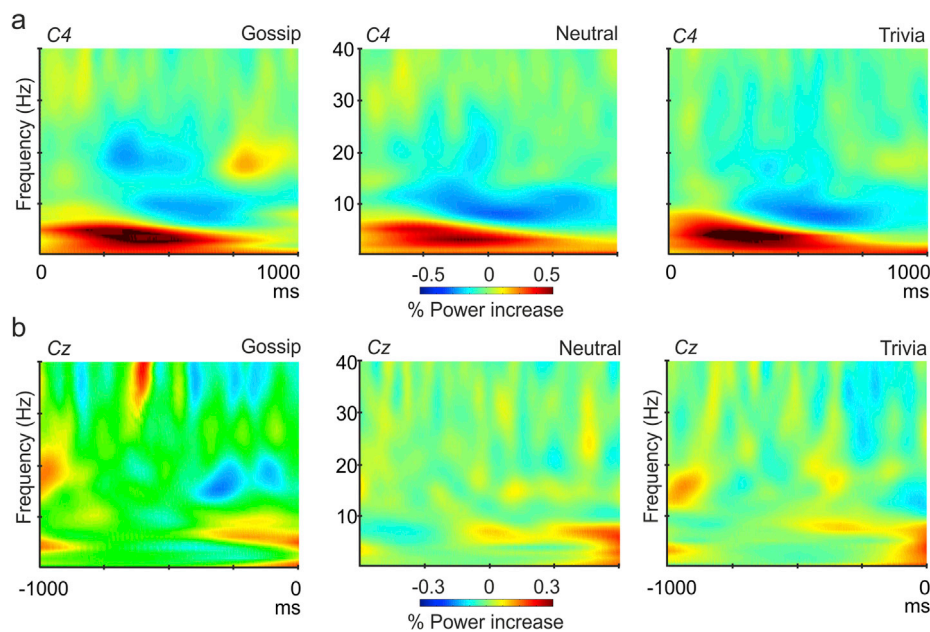 a
C4 Gossip
C4 Neutral
C4 Trivia
Frequency (Hz)
40
30
20
10
0 1000
ms
-0.5 0 0.5
% Power increase
0 1000
ms
b
Cz Gossip
Cz Neutral
Cz Trivia
Frequency (Hz)
40
30
20
10
Frequency (Hz)
-1000 0
ms
-0.3 0 0.3
% Power increase
-1000 0
ms